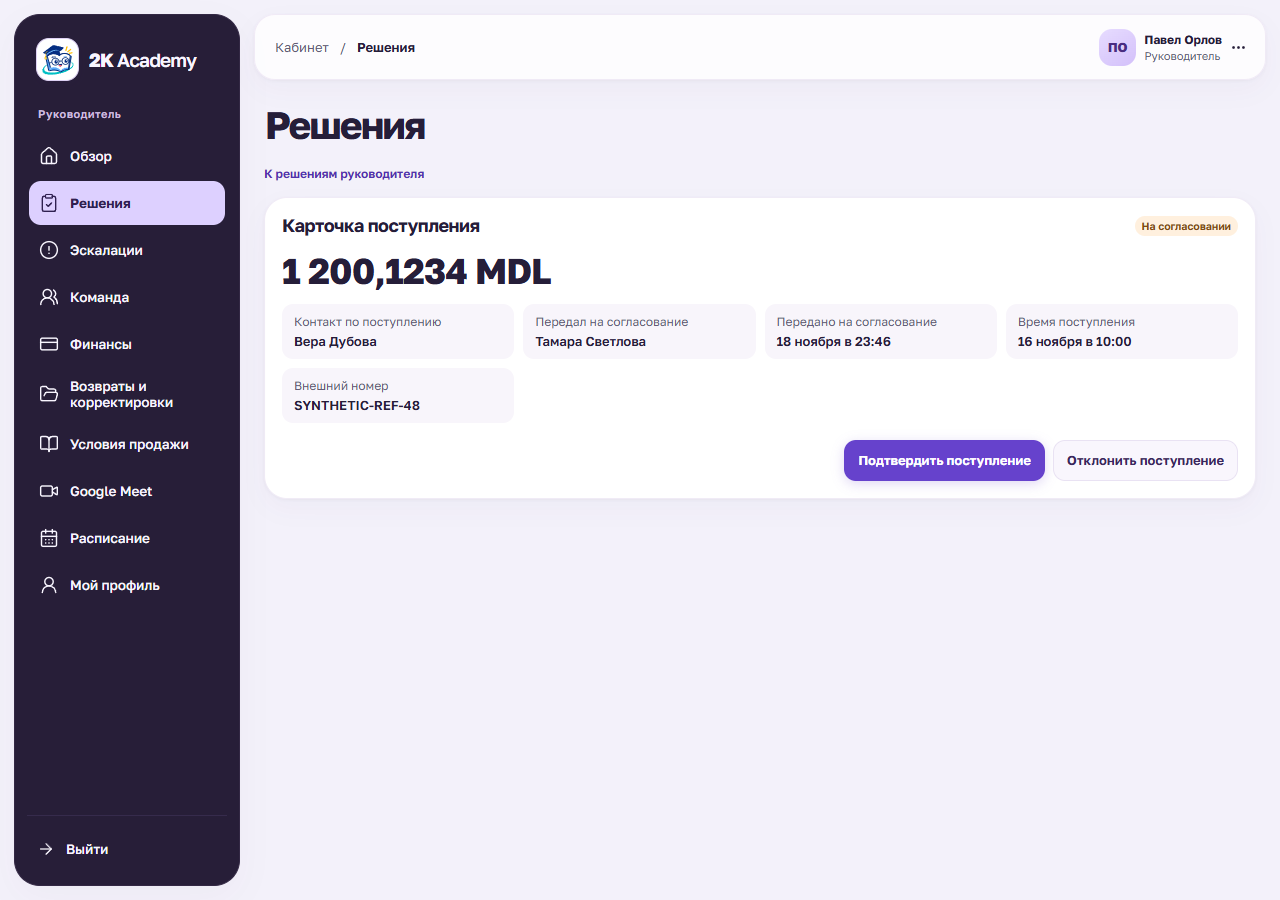 2K Academy
Руководитель
Обзор
Решения
Эскалации
Команда
Финансы
Возвраты и
корректировки
Условия продажи
Google Meet
Расписание
Мой профиль
Выйти
Кабинет / Решения
ПО
Павел Орлов
Руководитель
Решения
К решениям руководителя
Карточка поступления
На согласовании
1 200,1234 MDL
Контакт по поступлению
Вера Дубова
Передал на согласование
Тамара Светлова
Передано на согласование
18 ноября в 23:46
Время поступления
16 ноября в 10:00
Внешний номер
SYNTHETIC-REF-48
Подтвердить поступление
Отклонить поступление